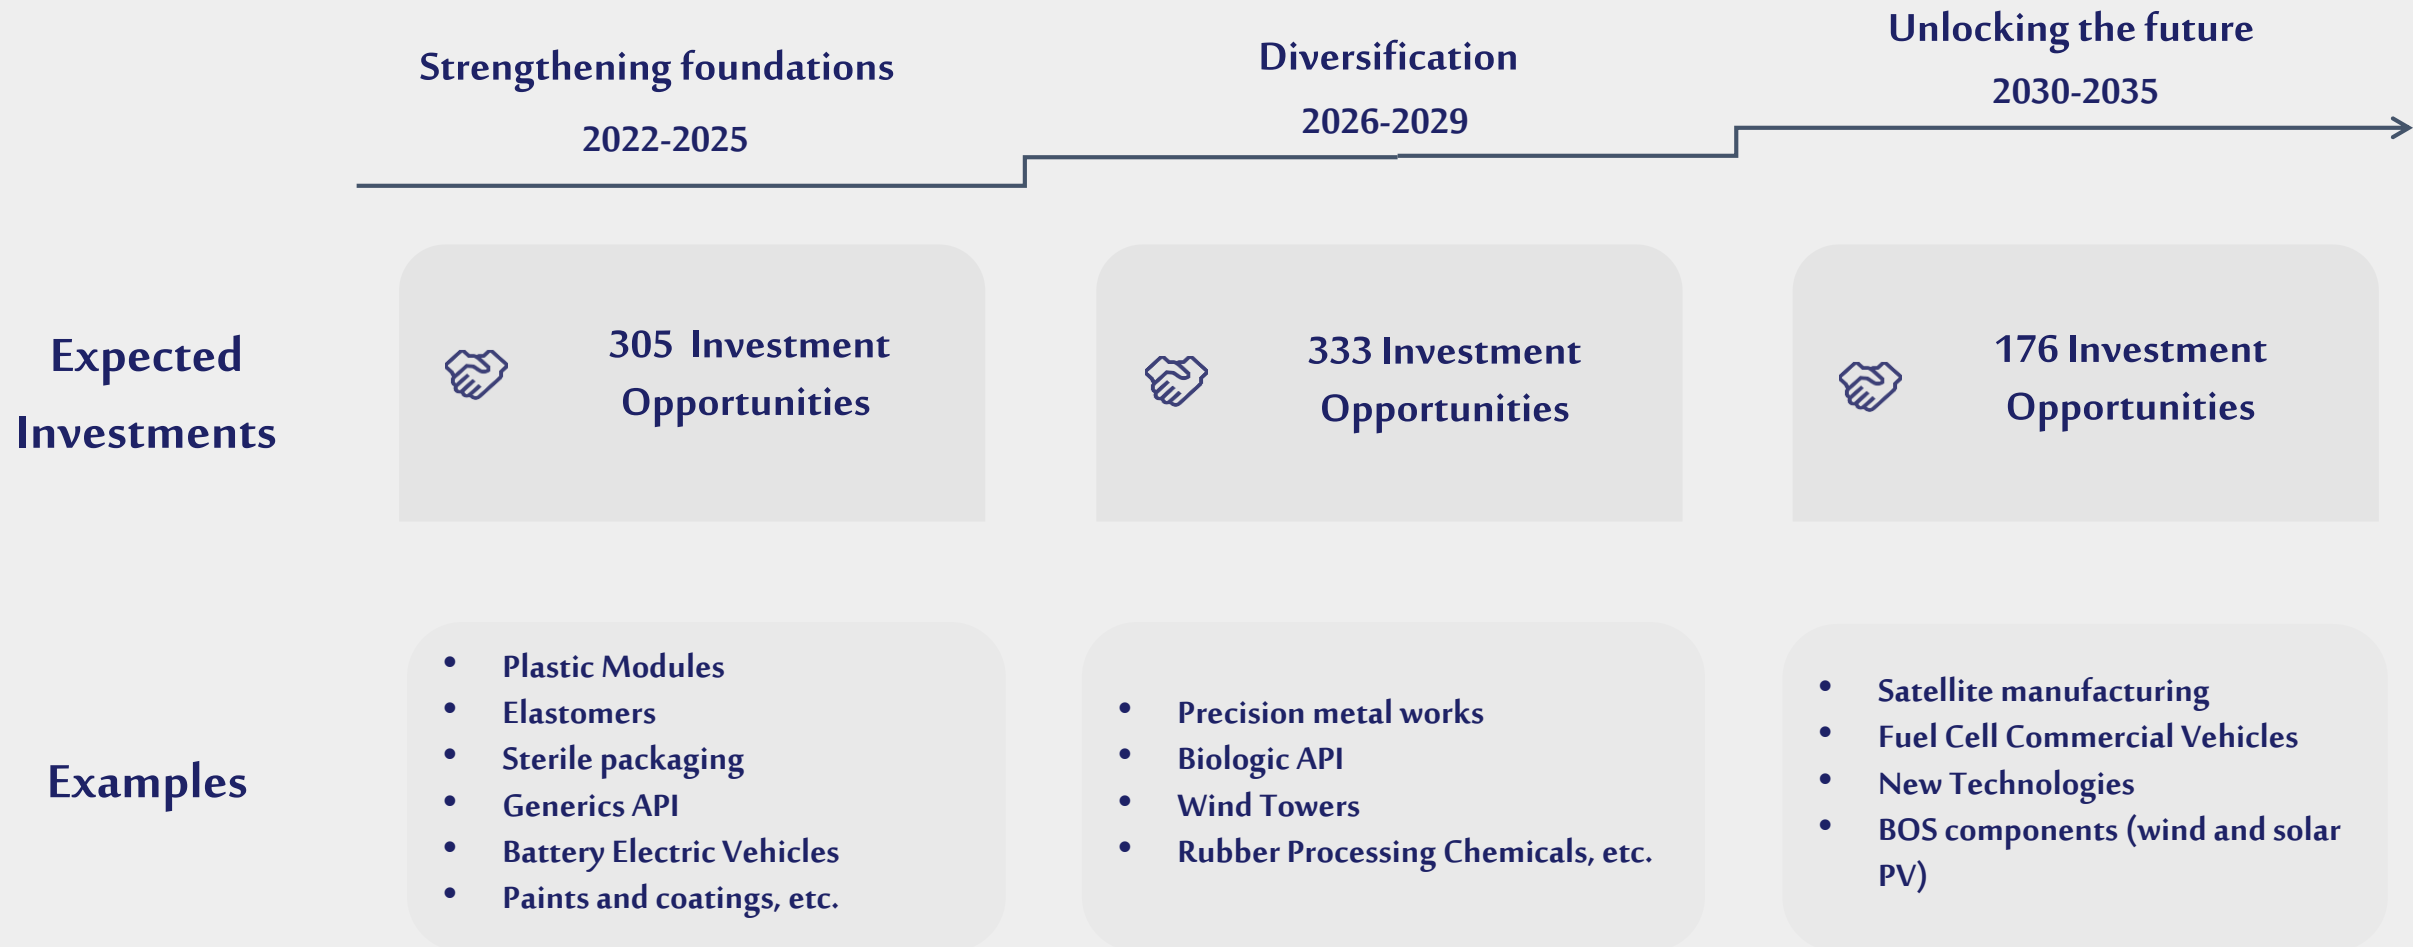 Strengthening foundations
2022-2025
Diversification
2026-2029
Unlocking the future
2030-2035
Expected
Investments
305 Investment
Opportunities
333 Investment
Opportunities
176 Investment
Opportunities
Examples
• Plastic Modules
• Elastomers
• Sterile packaging
• Generics API
• Battery Electric Vehicles
• Paints and coatings, etc.
• Precision metal works
• Biologic API
• Wind Towers
• Rubber Processing Chemicals, etc.
• Satellite manufacturing
• Fuel Cell Commercial Vehicles
• New Technologies
• BOS components (wind and solar
PV)